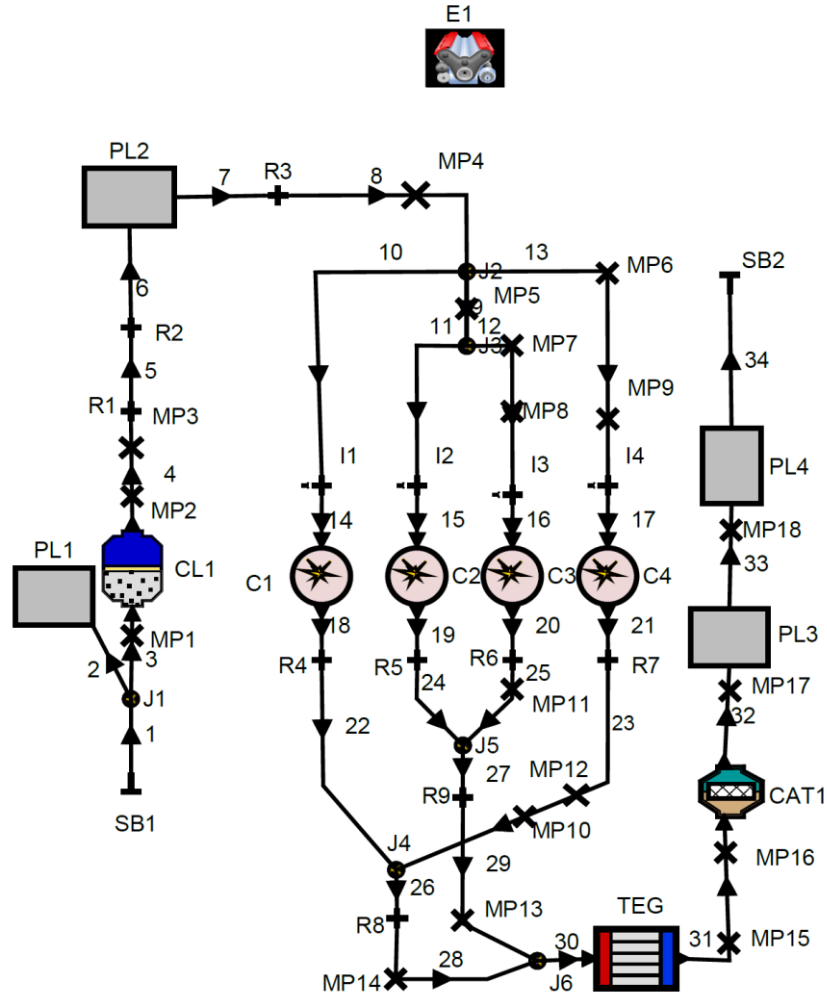 E1
PL2
7
R3
8
MP4
10
13
J2
MP6
SB2
6
9
MP5
R2
11
12
J3
MP7
34
5
R1
MP3
MP8
MP9
4
I1
I2
I3
I4
PL4
MP2
14
15
16
17
MP18
PL1
CL1
C1
C2
C3
C4
33
2
MP1
3
18
19
20
21
PL3
R4
R5
24
R6
25
R7
MP17
J1
MP11
32
1
22
J5
23
27
MP12
SB1
R9
CAT1
MP10
J4
29
MP16
26
R8
MP13
TEG
30
31
MP15
MP14
28
J6